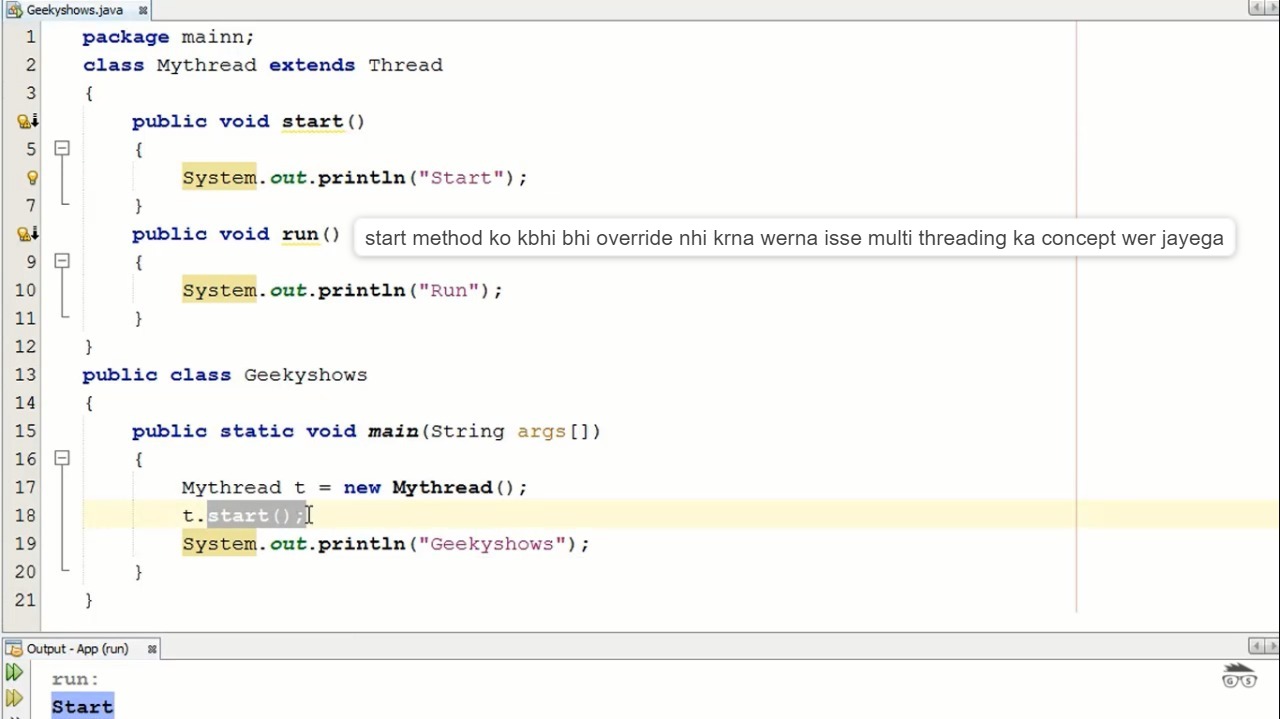 Geekyshows.java
1 package mainn;
2 class Mythread extends Thread
3 {
public void start()
5 {
System.out.println("Start");
7 }
public void run() start method ko kbhi bhi override nhi krna werna isse multi threading ka concept wer jayega
9 {
10 System.out.println("Run");
11 }
12 }
13 public class Geekyshows
14 {
15 public static void main(String args[])
16 {
17 Mythread t = new Mythread();
18 t.start();
19 System.out.println("Geekyshows");
20 }
21 }
Output - App (run)
run:
Start
G S